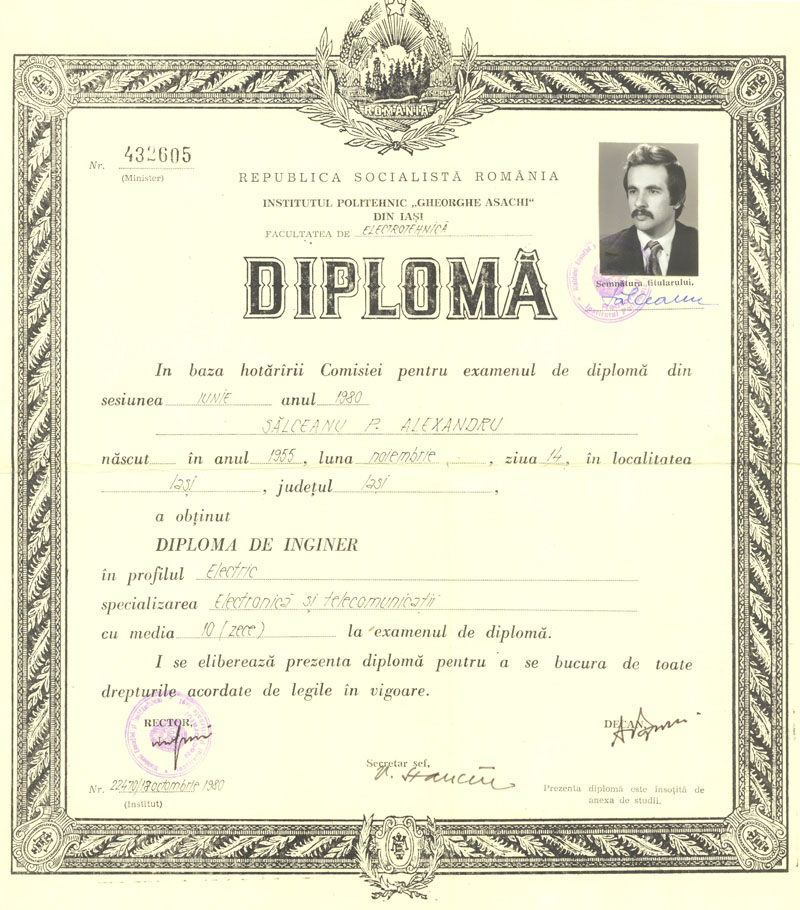 ROMÂNIA
Nr. 432605
(Minister)
REPUBLICA SOCIALISTĂ ROMÂNIA
INSTITUTUL POLITEHNIC „GHEORGHE ASACHI“
DIN IAȘI
FACULTATEA DE ELECTROTEHNICĂ
DIPLOMĂ
Semnătura titularului,
Sălceanu
In baza hotărîrii Comisiei pentru examenul de diplomă din
sesiunea IUNIE anul 1980
SĂLCEANU P. ALEXANDRU
născut în anul 1955, luna noiembrie, ziua 14, în localitatea
Iași, județul Iași,
a obținut
DIPLOMA DE INGINER
în profilul Electric
specializarea Electronică și telecomunicații
cu media 10 (zece) la examenul de diplomă.
I se eliberează prezenta diplomă pentru a se bucura de toate
drepturile acordate de legile în vigoare.
RECTOR,
DECAN,
Secretar șef,
Nr. 22470/18 octombrie 1980
(Institut)
Prezenta diplomă este însoțită de
anexa de studii.